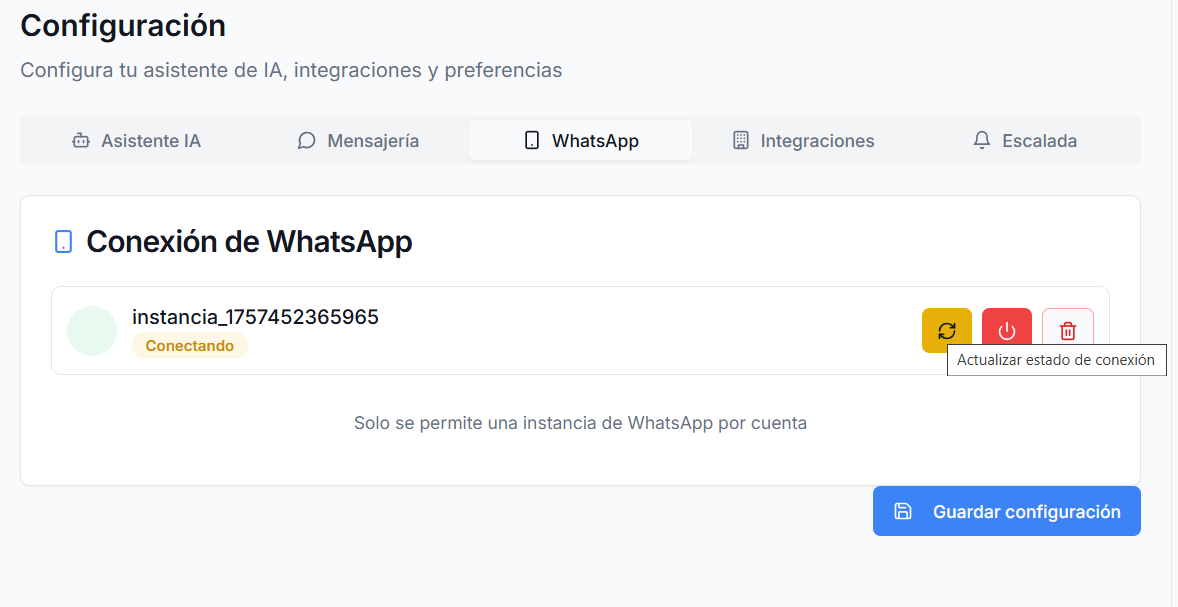 Configuración
Configura tu asistente de IA, integraciones y preferencias
Asistente IA
Mensajería
WhatsApp
Integraciones
Escalada
Conexión de WhatsApp
instancia_1757452365965
Conectando
Actualizar estado de conexión
Solo se permite una instancia de WhatsApp por cuenta
Guardar configuración